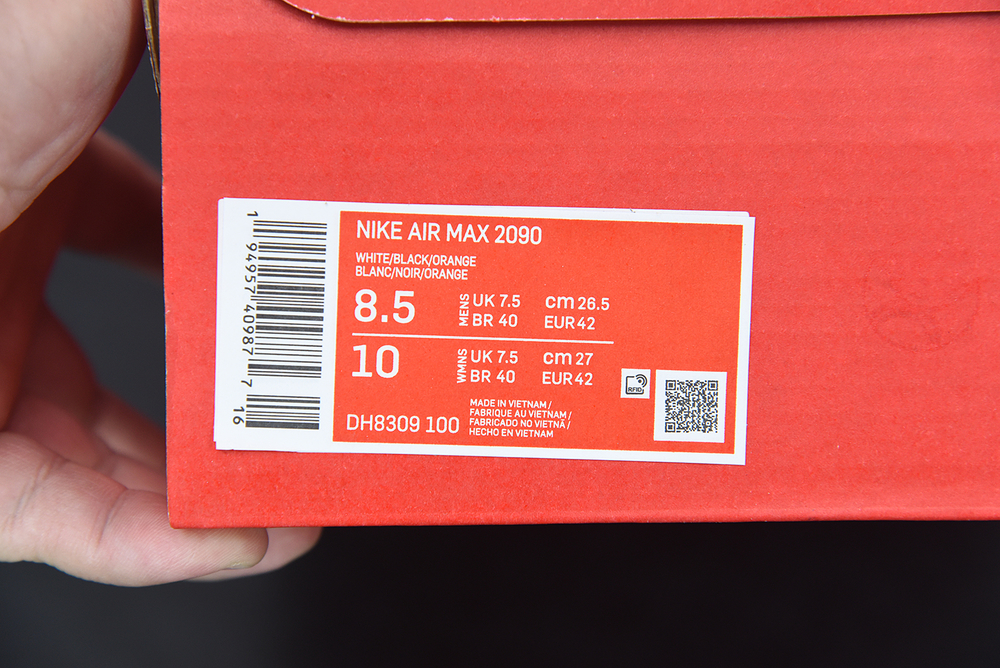 NIKE AIR MAX 2090
WHITE/BLACK/ORANGE
BLANC/NOIR/ORANGE
8.5 MENS UK 7.5 cm 26.5
BR 40 EUR 42
10 WMNS UK 7.5 cm 27
BR 40 EUR 42
DH8309 100
MADE IN VIETNAM /
FABRIQUE AU VIETNAM /
FABRICADO NO VIETNÃ /
HECHO EN VIETNAM
RFID
1 94957 40987 7 16